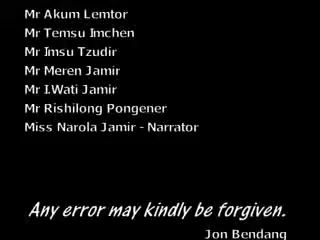 Mr Akum Lemtor
Mr Temsu Imchen
Mr Imsu Tzudir
Mr Meren Jamir
Mr I.Wati Jamir
Mr Rishilong Pongener
Miss Narola Jamir - Narrator
Any error may kindly be forgiven.
Jon Bendang